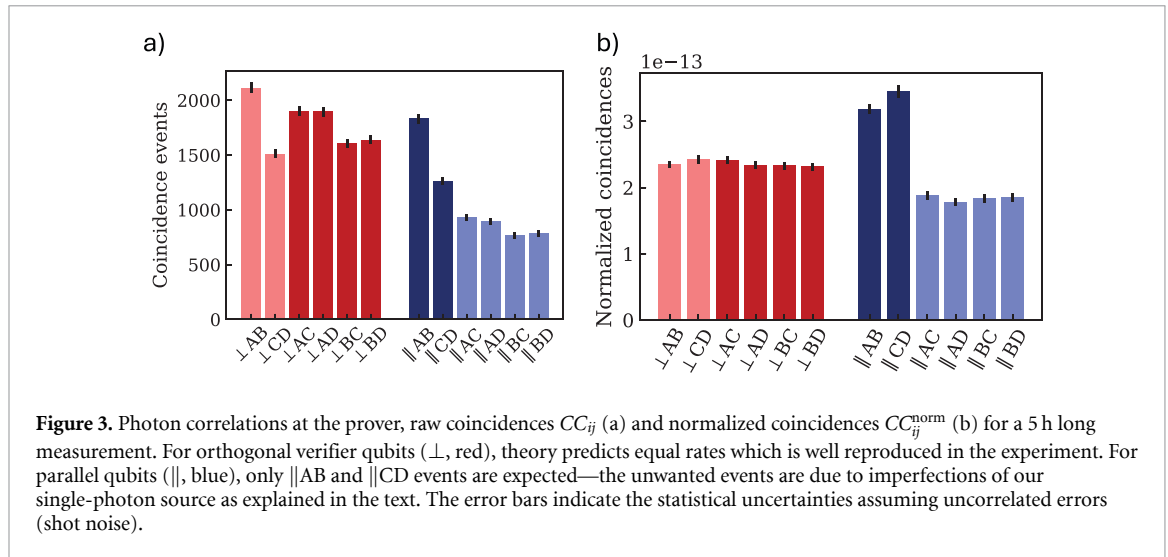 a)
Coincidence events
2000
1500
1000
500
0
⊥ AB
⊥ CD
⊥ AC
⊥ AD
⊥ BC
⊥ BD
∥ AB
∥ CD
∥ AC
∥ AD
∥ BC
∥ BD
b)
1e−13
Normalized coincidences
3
2
1
0
⊥ AB
⊥ CD
⊥ AC
⊥ AD
⊥ BC
⊥ BD
∥ AB
∥ CD
∥ AC
∥ AD
∥ BC
∥ BD
Figure 3. Photon correlations at the prover, raw coincidences CCij (a) and normalized coincidences CCij^norm (b) for a 5 h long
measurement. For orthogonal verifier qubits (⊥, red), theory predicts equal rates which is well reproduced in the experiment. For
parallel qubits (∥, blue), only ∥AB and ∥CD events are expected—the unwanted events are due to imperfections of our
single-photon source as explained in the text. The error bars indicate the statistical uncertainties assuming uncorrelated errors
(shot noise).